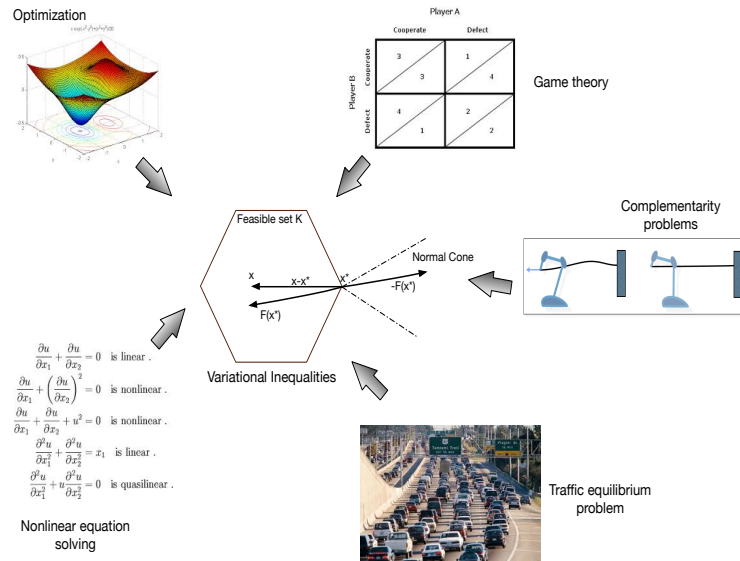 Optimization
Player A
Cooperate Defect
Player B
Cooperate
Defect
3
3
1
4
4
1
2
2
Game theory
Complementarity
problems
Feasible set K
Normal Cone
x
x-x*
x*
-F(x*)
F(x*)
Variational Inequalities
∂u/∂x₁ + ∂u/∂x₂ = 0 is linear .
∂u/∂x₁ + (∂u/∂x₂)² = 0 is nonlinear .
∂u/∂x₁ + ∂u/∂x₂ + u² = 0 is nonlinear .
∂²u/∂x₁² + ∂²u/∂x₂² = x₁ is linear .
∂²u/∂x₁² + u ∂²u/∂x₂² = 0 is quasilinear .
Nonlinear equation
solving
Tamiami Trail
Traffic equilibrium
problem